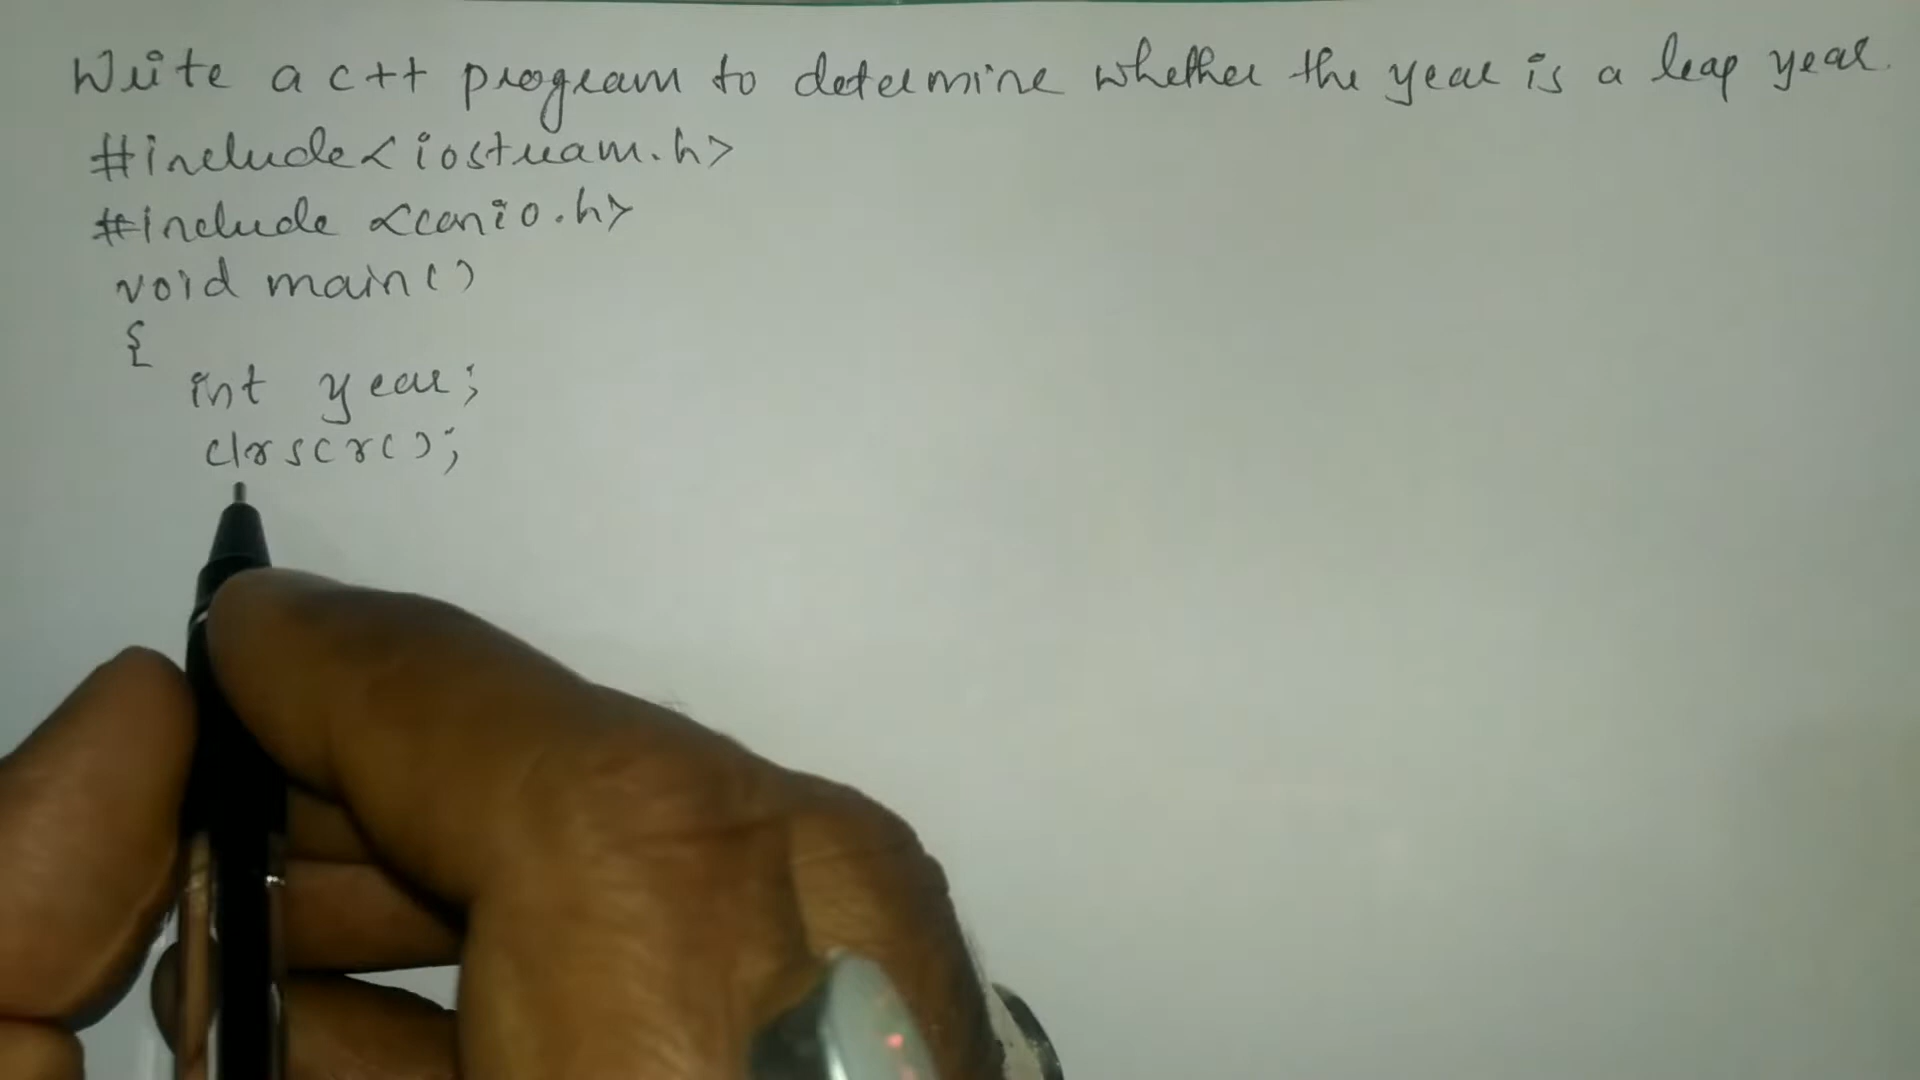 Write a c++ program to determine whether the year is a leap year.
#include<iostream.h>
#include <conio.h>
void main()
{
int year;
clrscr();